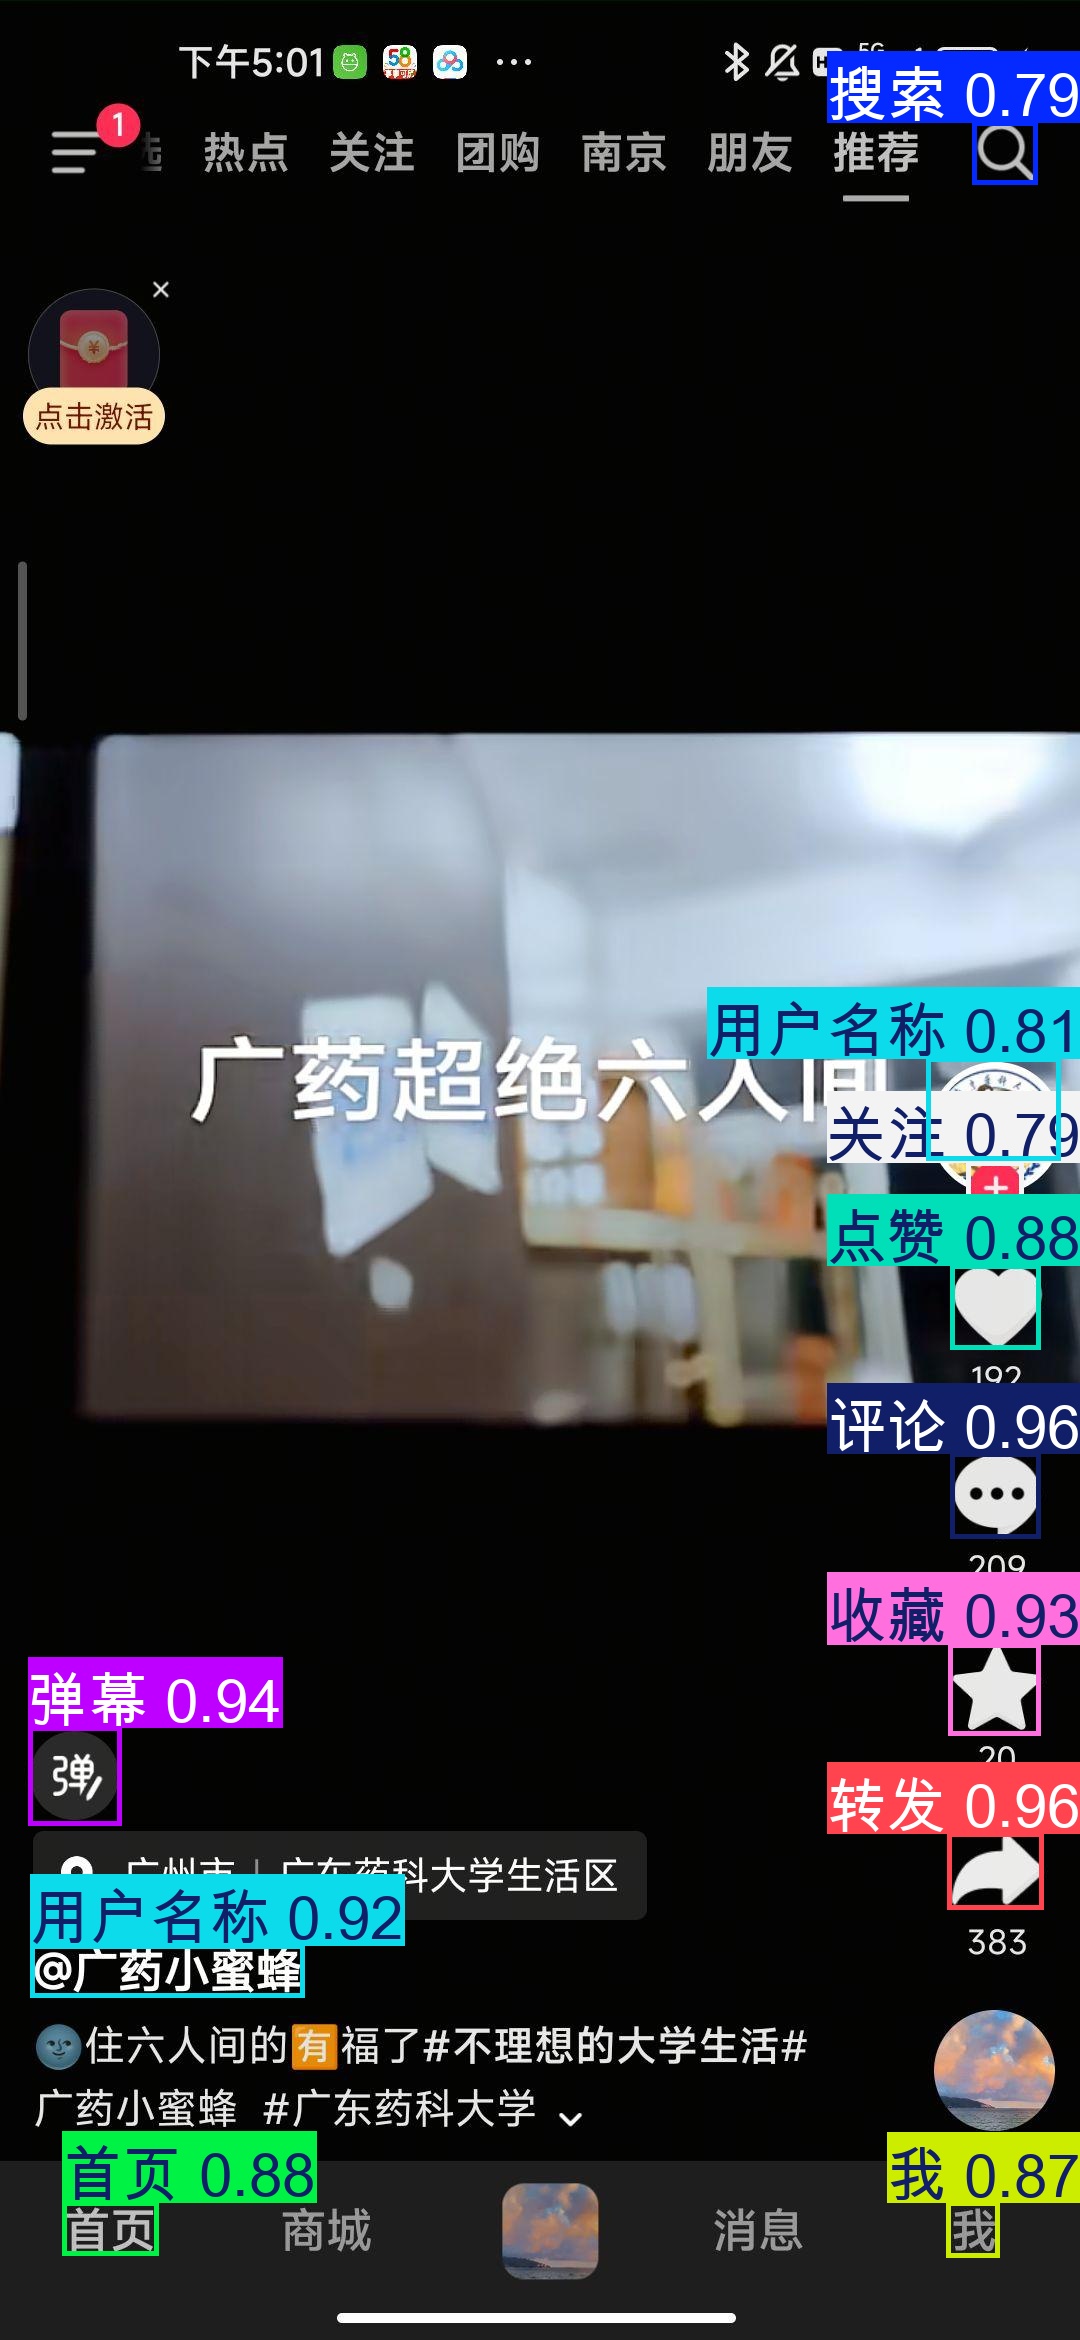 下午5:01
58
搜索 0.79
1
热点 关注 团购 南京 朋友 推荐
点击激活
用户名称 0.81
广药超绝六人间
关注 0.79
点赞 0.88
192
评论 0.96
209
收藏 0.93
20
弹幕 0.94
弹
转发 0.96
广州市 | 广东药科大学生活区
383
用户名称 0.92
@广药小蜜蜂
🌚住六人间的🈶福了#不理想的大学生活#
广药小蜜蜂 #广东药科大学
首页 0.88
我 0.87
首页 商城 消息 我